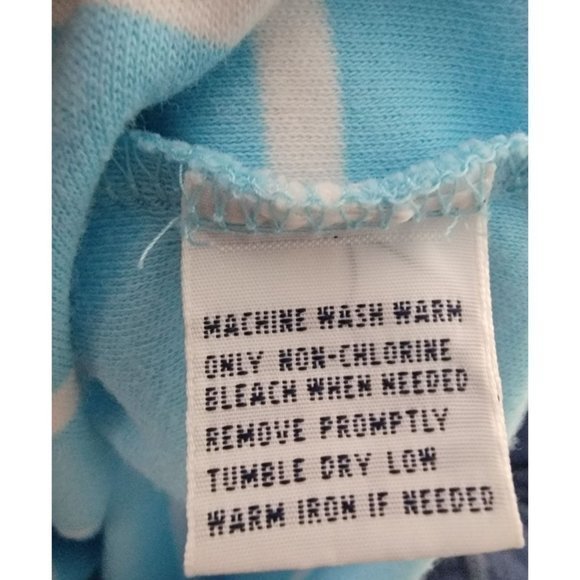 MACHINE WASH WARM
ONLY NON-CHLORINE
BLEACH WHEN NEEDED
REMOVE PROMPTLY
TUMBLE DRY LOW
WARM IRON IF NEEDED